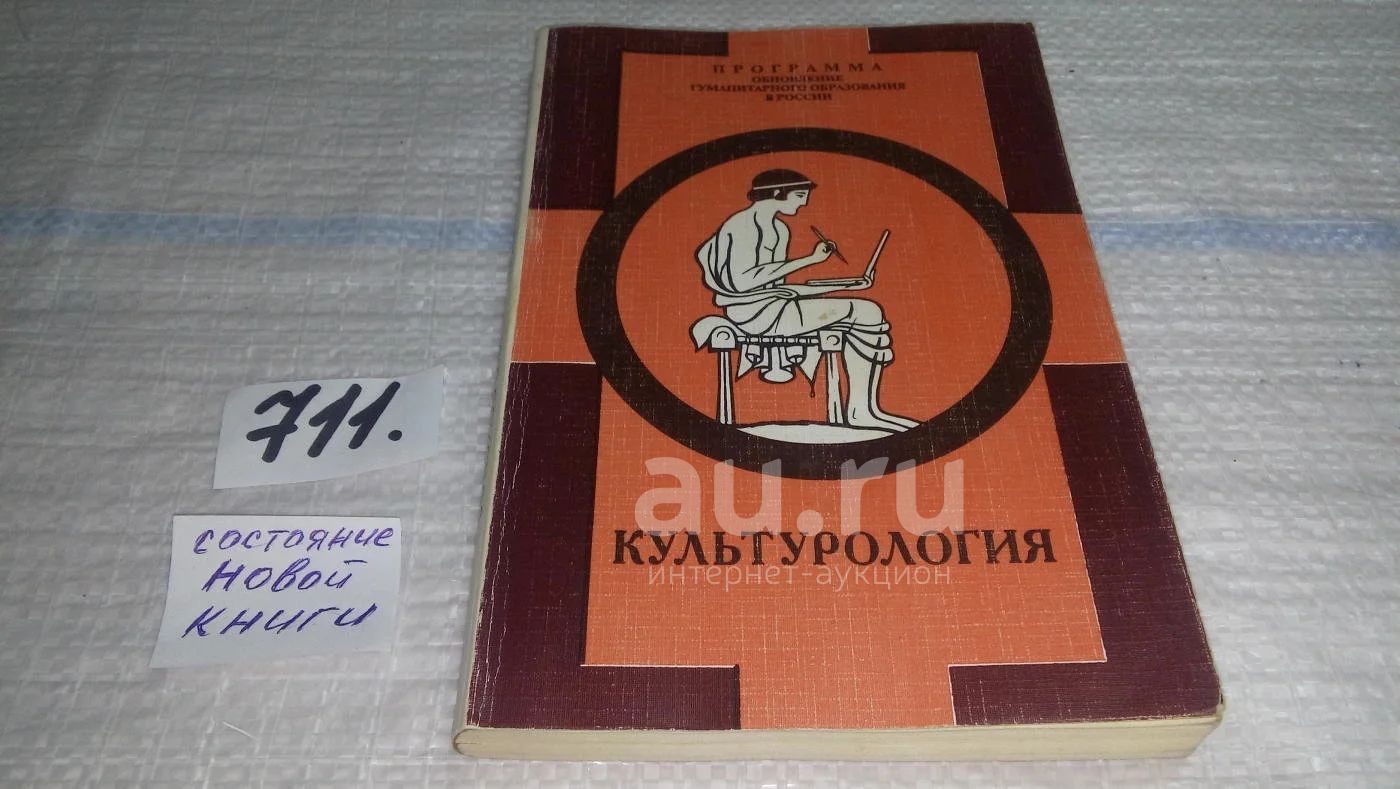 ПРОГРАММА
ОБНОВЛЕНИЕ
ГУМАНИТАРНОГО ОБРАЗОВАНИЯ
В РОССИИ
711.
состояние
новой
книги
au.ru
КУЛЬТУРОЛОГИЯ
интернет-аукцион